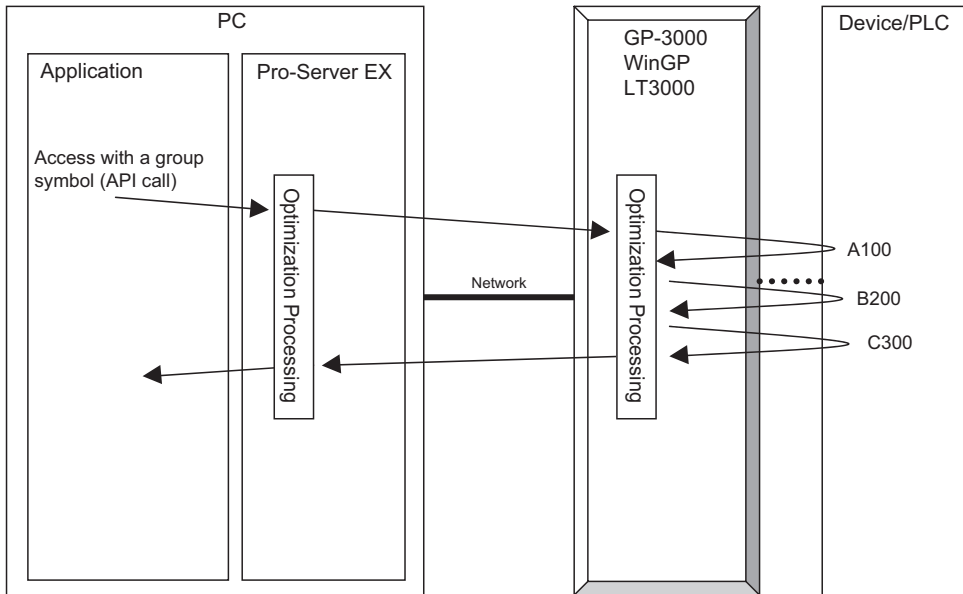 PC
Application
Pro-Server EX
Access with a group
symbol (API call)
Optimization Processing
Network
GP-3000
WinGP
LT3000
Optimization Processing
Device/PLC
A100
B200
C300